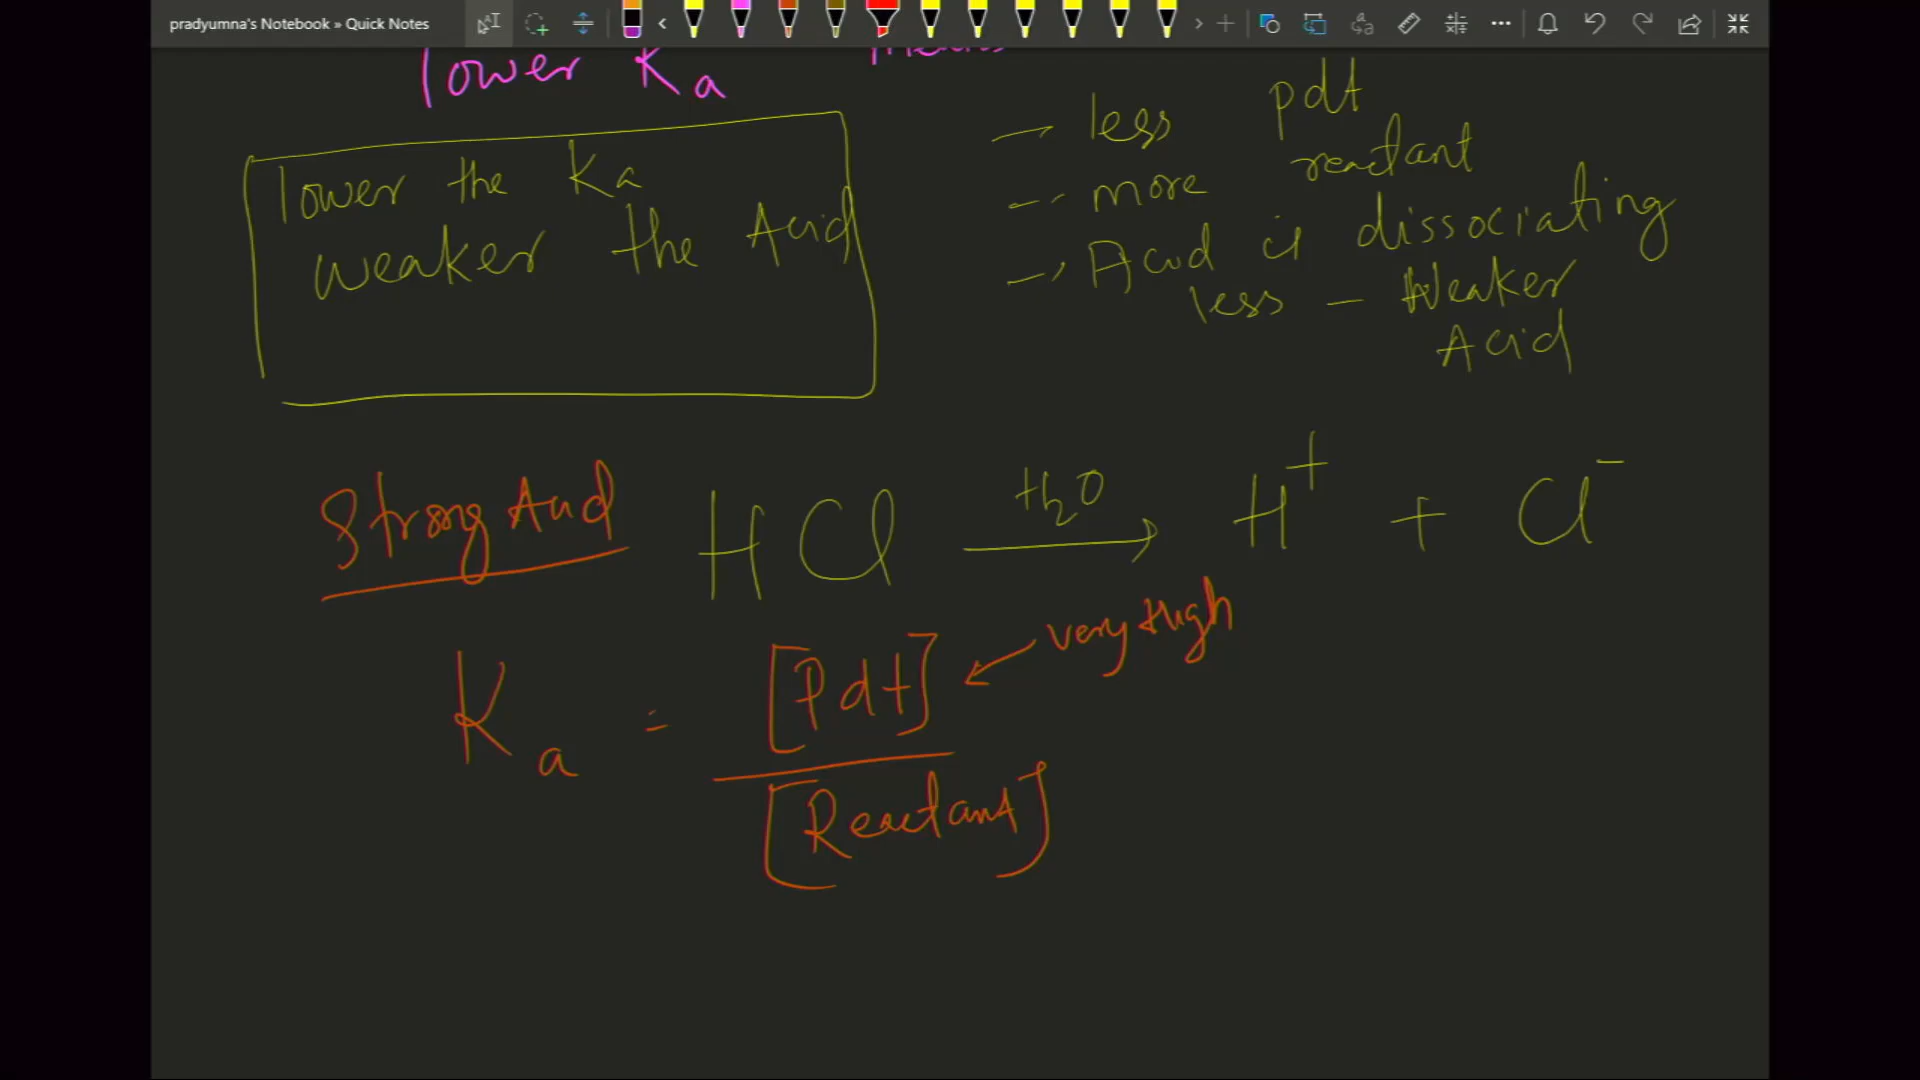 pradyumna's Notebook » Quick Notes
lower Ka
lower the Ka
weaker the Acid
— less pdt
-- more reactant
-- Acid is dissociating
less — Weaker
Acid
Strong Acid HCl H2O → H+ + Cl-
Ka = [Pdt] ← very High
[Reactant]